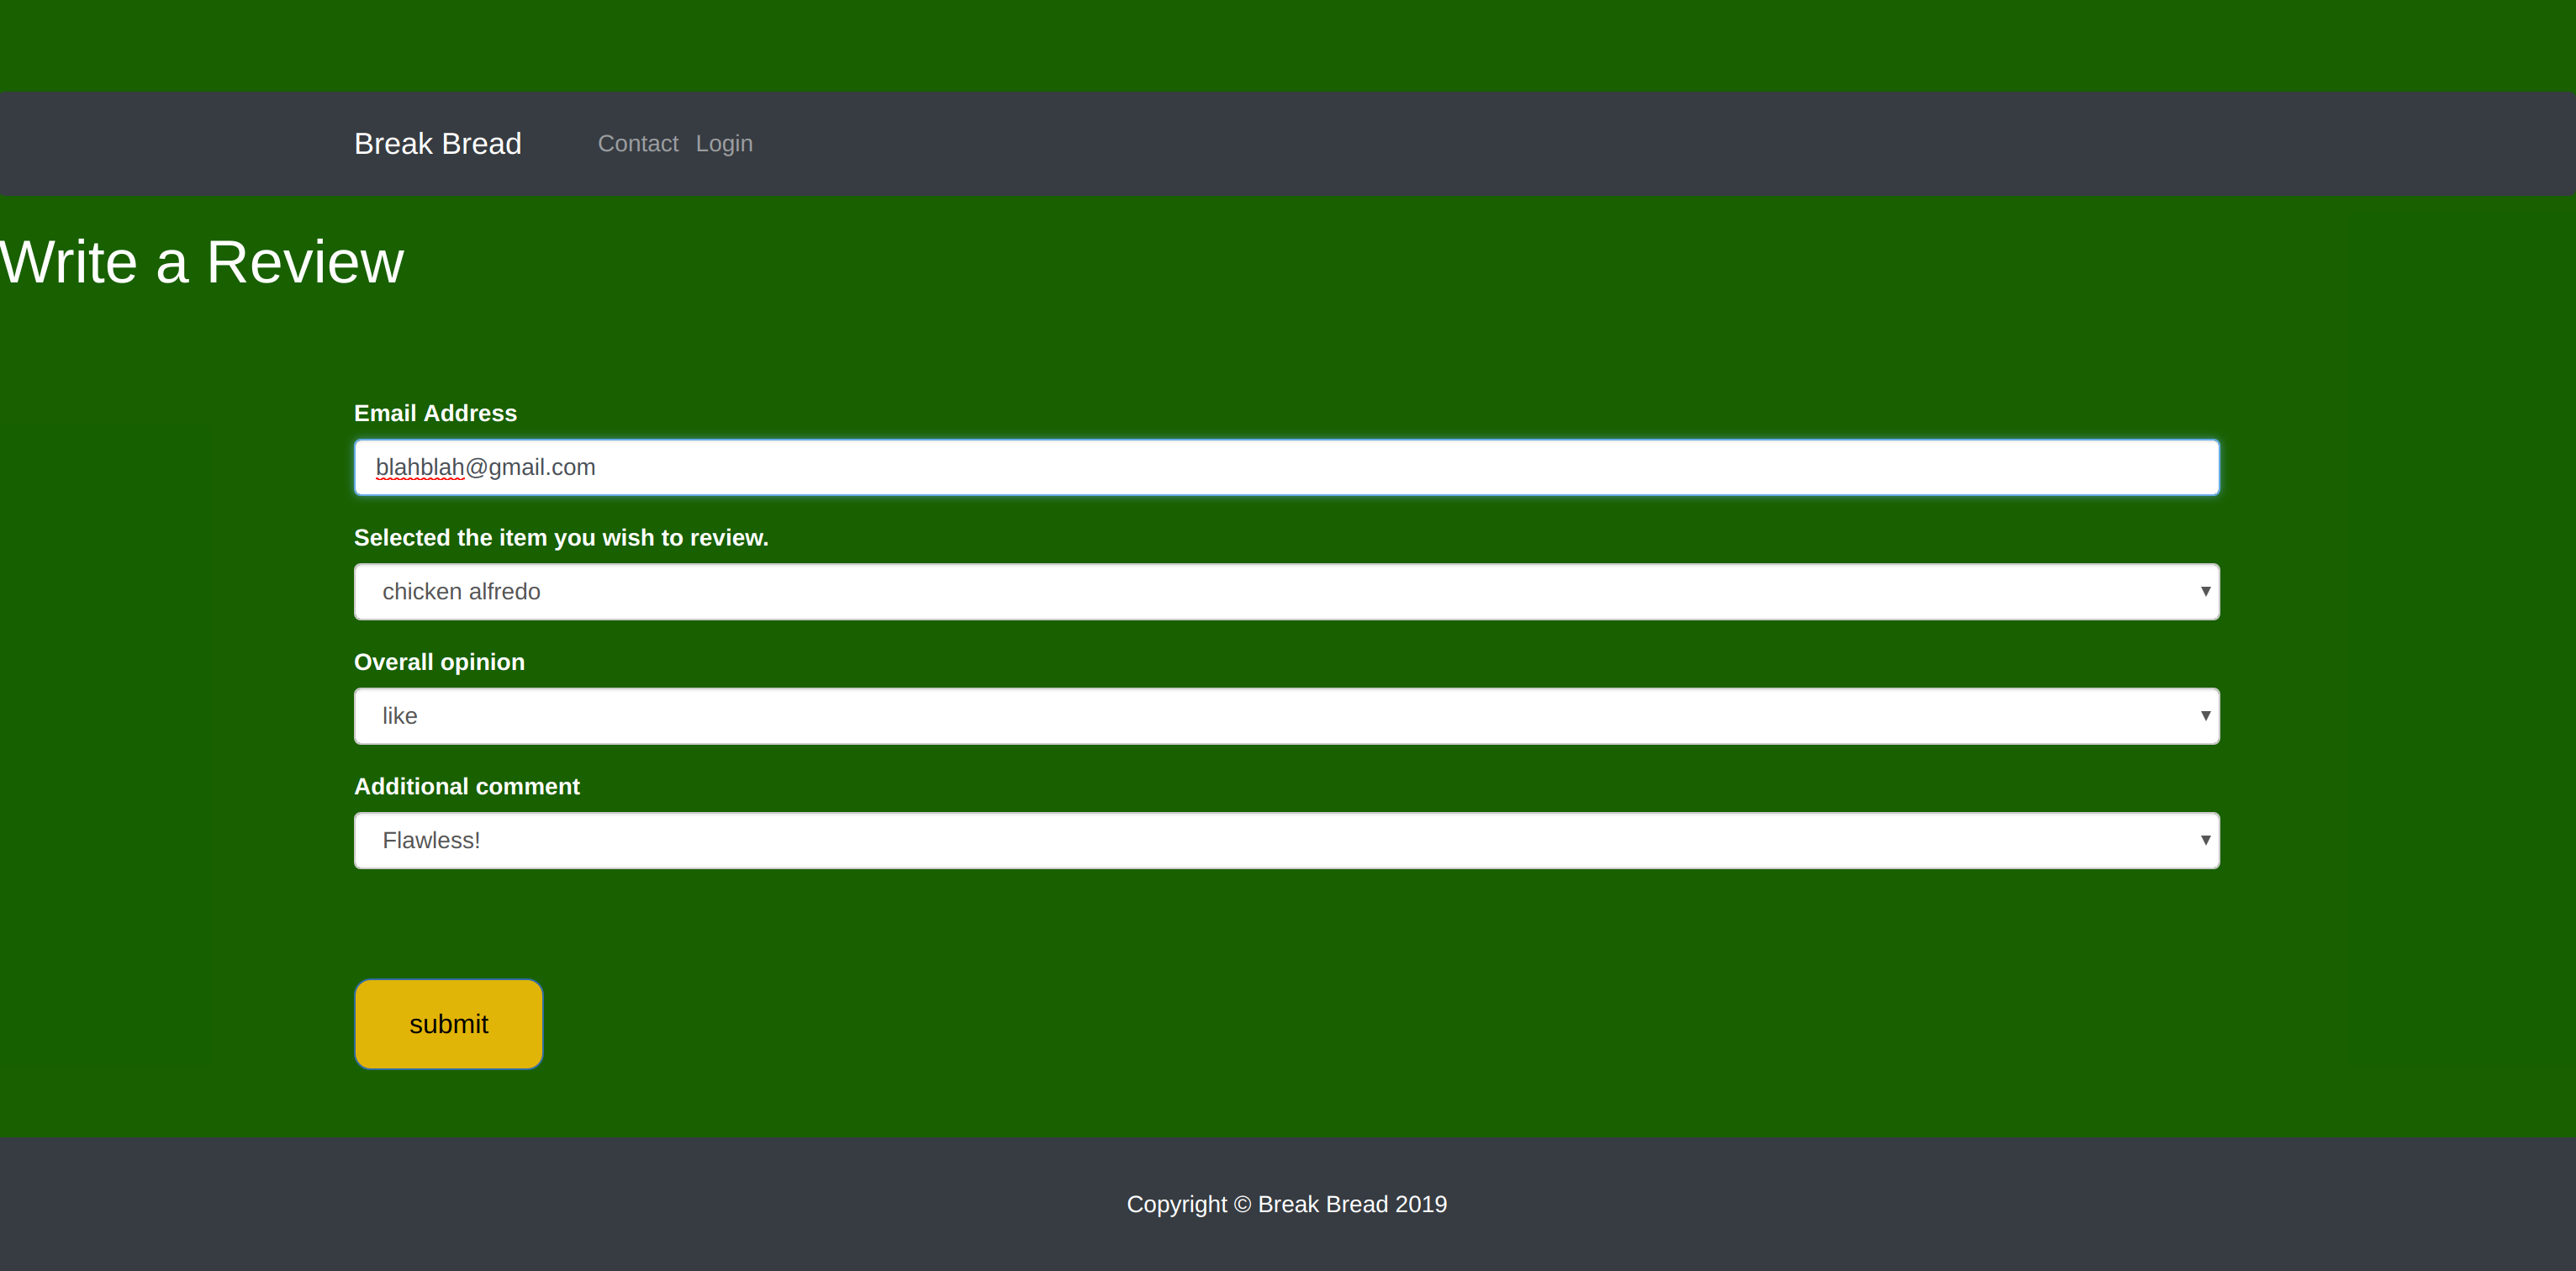 Break Bread Contact Login
Write a Review
Email Address
blahblah@gmail.com
Selected the item you wish to review.
chicken alfredo
Overall opinion
like
Additional comment
Flawless!
submit
Copyright © Break Bread 2019